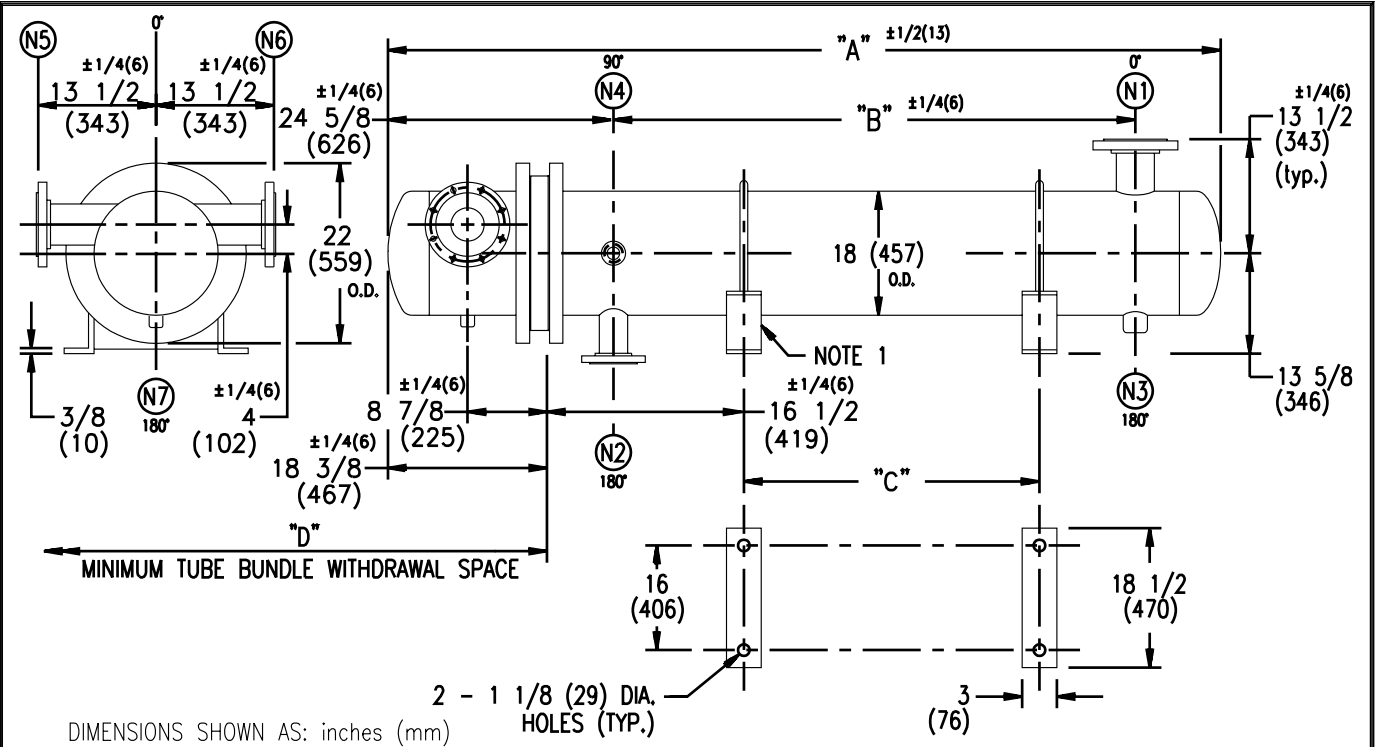 N5
0°
N6
±1/4(6)
13 1/2
(343)
±1/4(6)
13 1/2
(343)
±1/4(6)
24 5/8
(626)
"A" ±1/2(13)
90°
N4
"B" ±1/4(6)
0°
N1
±1/4(6)
13 1/2
(343)
(typ.)
22
(559)
O.D.
18 (457)
O.D.
NOTE 1
3/8
(10)
N7
180°
±1/4(6)
4
(102)
±1/4(6)
8 7/8
(225)
±1/4(6)
16 1/2
(419)
N3
180°
13 5/8
(346)
±1/4(6)
18 3/8
(467)
N2
180°
"C"
"D"
MINIMUM TUBE BUNDLE WITHDRAWAL SPACE
16
(406)
18 1/2
(470)
2 - 1 1/8 (29) DIA.
HOLES (TYP.)
3
(76)
DIMENSIONS SHOWN AS: inches (mm)